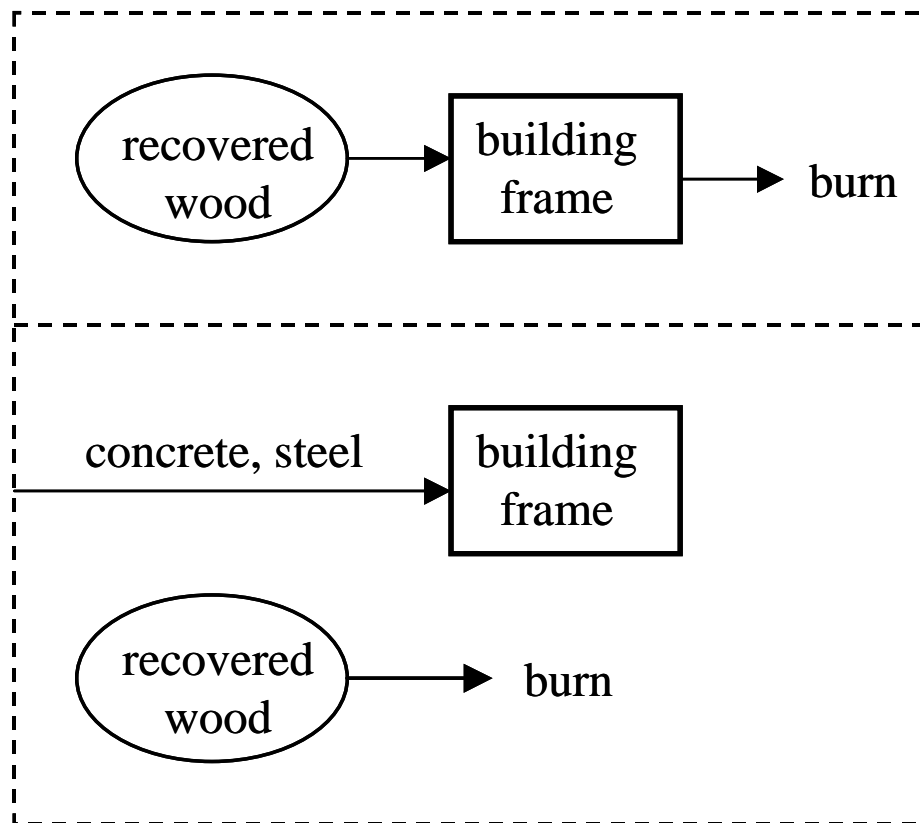 recovered
wood
building
frame
burn
concrete, steel
building
frame
recovered
wood
burn